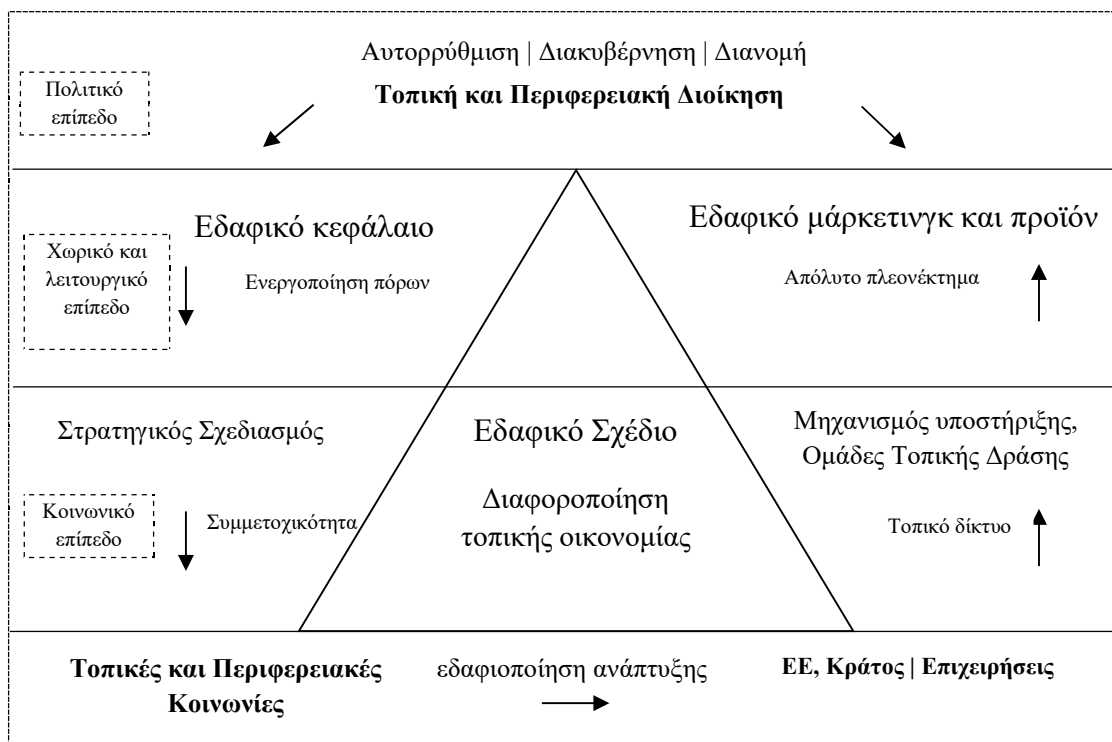 Αυτορρύθμιση | Διακυβέρνηση | Διανομή
Τοπική και Περιφερειακή Διοίκηση
Πολιτικό
επίπεδο
Εδαφικό κεφάλαιο
Εδαφικό μάρκετινγκ και προϊόν
Χωρικό και
λειτουργικό
επίπεδο
Ενεργοποίηση πόρων
Απόλυτο πλεονέκτημα
Στρατηγικός Σχεδιασμός
Εδαφικό Σχέδιο
Μηχανισμός υποστήριξης,
Ομάδες Τοπικής Δράσης
Κοινωνικό
επίπεδο
Συμμετοχικότητα
Διαφοροποίηση
τοπικής οικονομίας
Τοπικό δίκτυο
Τοπικές και Περιφερειακές
Κοινωνίες
εδαφιοποίηση ανάπτυξης
ΕΕ, Κράτος | Επιχειρήσεις